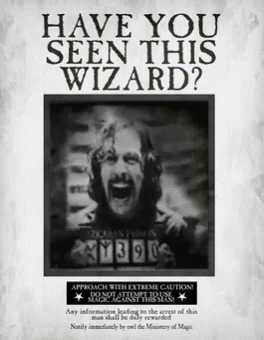 HAVE YOU
SEEN THIS
WIZARD?
AZKABAN PRISON
APPROACH WITH EXTREME CAUTION!
DO NOT ATTEMPT TO USE
MAGIC AGAINST THIS MAN!
Any information leading to the arrest of this
man shall be duly rewarded
Notify immediately by owl the Ministry of Magic